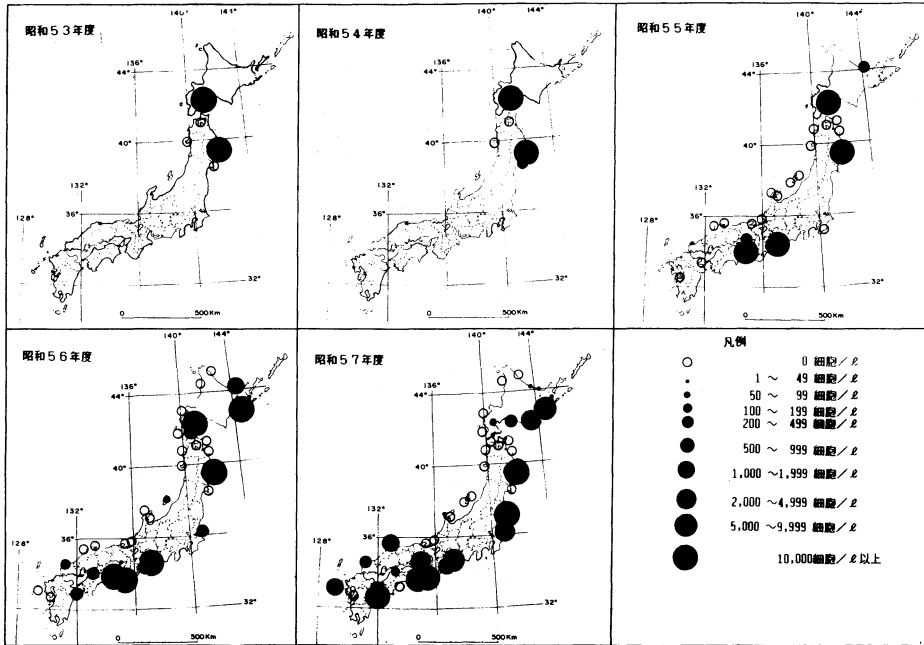 昭和53年度
140° 141°
136°
44°
40°
132°
128°
36°
32°
0 500Km
昭和54年度
140° 144°
136°
44°
40°
132°
128°
36°
32°
0 500Km
昭和55年度
140° 144°
136°
44°
40°
132°
128°
36°
32°
0 500Km
昭和56年度
140° 144°
136°
44°
40°
132°
128°
36°
32°
0 500Km
昭和57年度
140° 144°
136°
44°
40°
132°
128°
36°
32°
0 500Km
凡例
0 細胞/ℓ
1 ~ 49 細胞/ℓ
50 ~ 99 細胞/ℓ
100 ~ 199 細胞/ℓ
200 ~ 499 細胞/ℓ
500 ~ 999 細胞/ℓ
1,000 ~1,999 細胞/ℓ
2,000 ~4,999 細胞/ℓ
5,000 ~9,999 細胞/ℓ
10,000細胞/ℓ以上